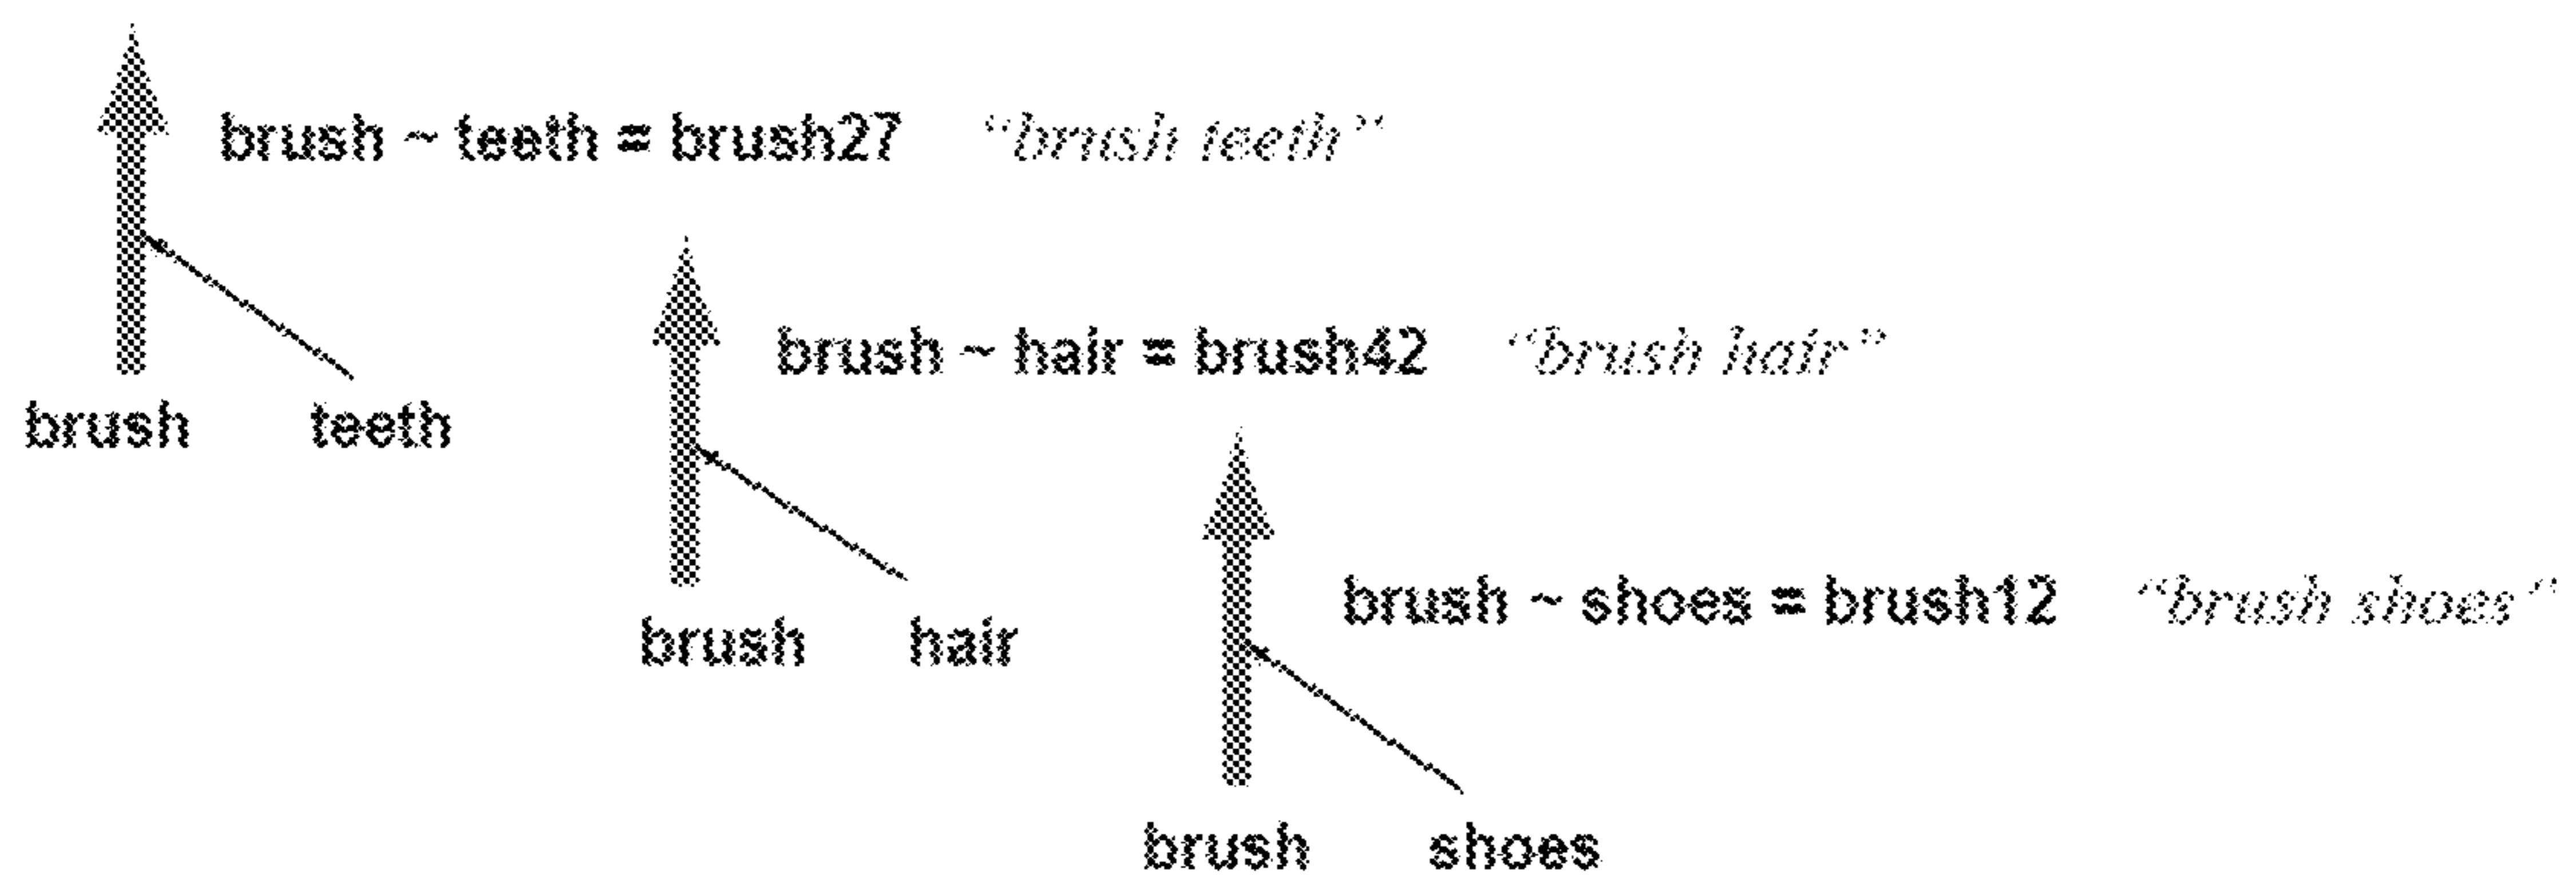 brush ~ teeth = brush27 “brush teeth”
brush ~ hair = brush42 “brush hair”
brush teeth
brush ~ shoes = brush12 “brush shoes“
brush hair
brush shoes